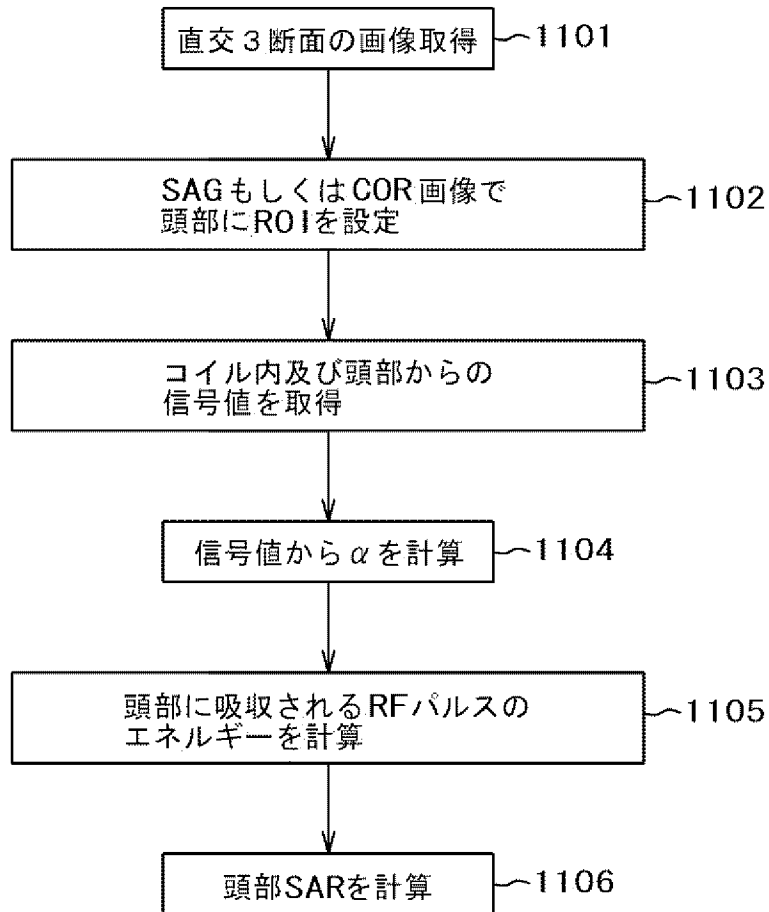 直交3断面の画像取得
1101
SAGもしくはCOR画像で
頭部にROIを設定
1102
コイル内及び頭部からの
信号値を取得
1103
信号値からαを計算
1104
頭部に吸収されるRFパルスの
エネルギーを計算
1105
頭部SARを計算
1106